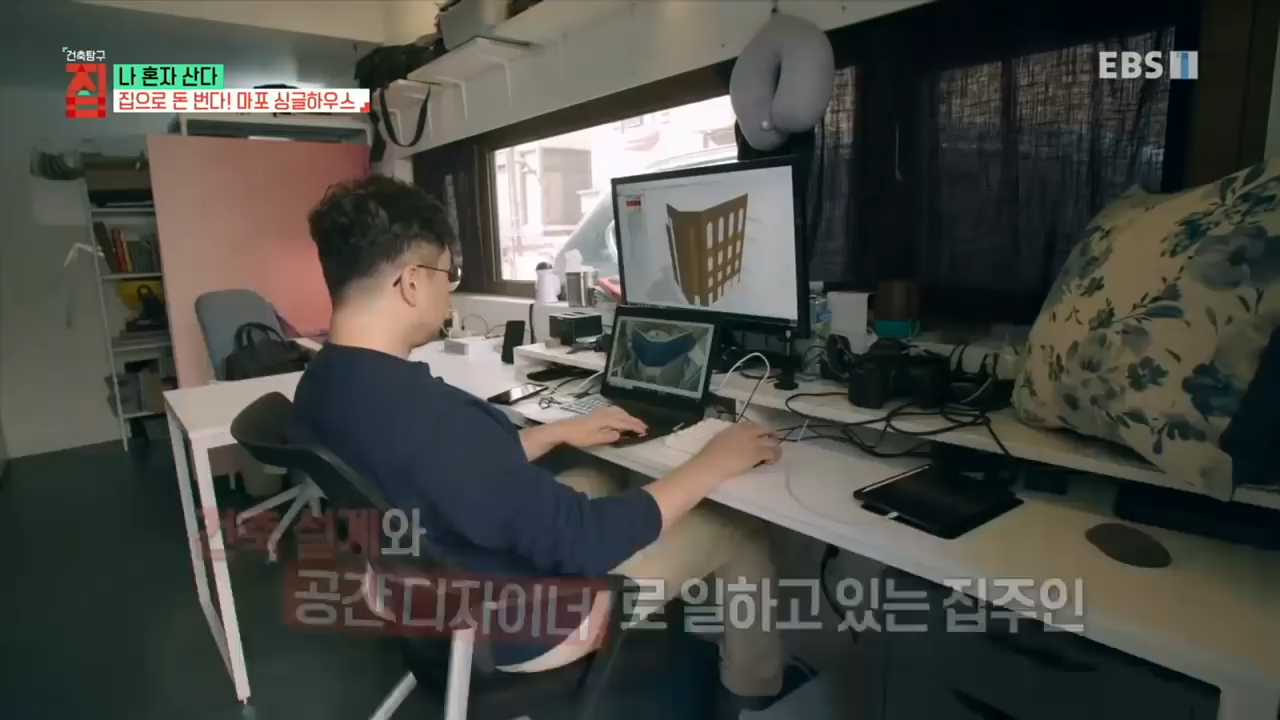 『건축탐구
집
나 혼자 산다
집으로 돈 번다! 마포 싱글하우스
EBS 1
건축 설계와
공간 디자이너 로 일하고 있는 집주인